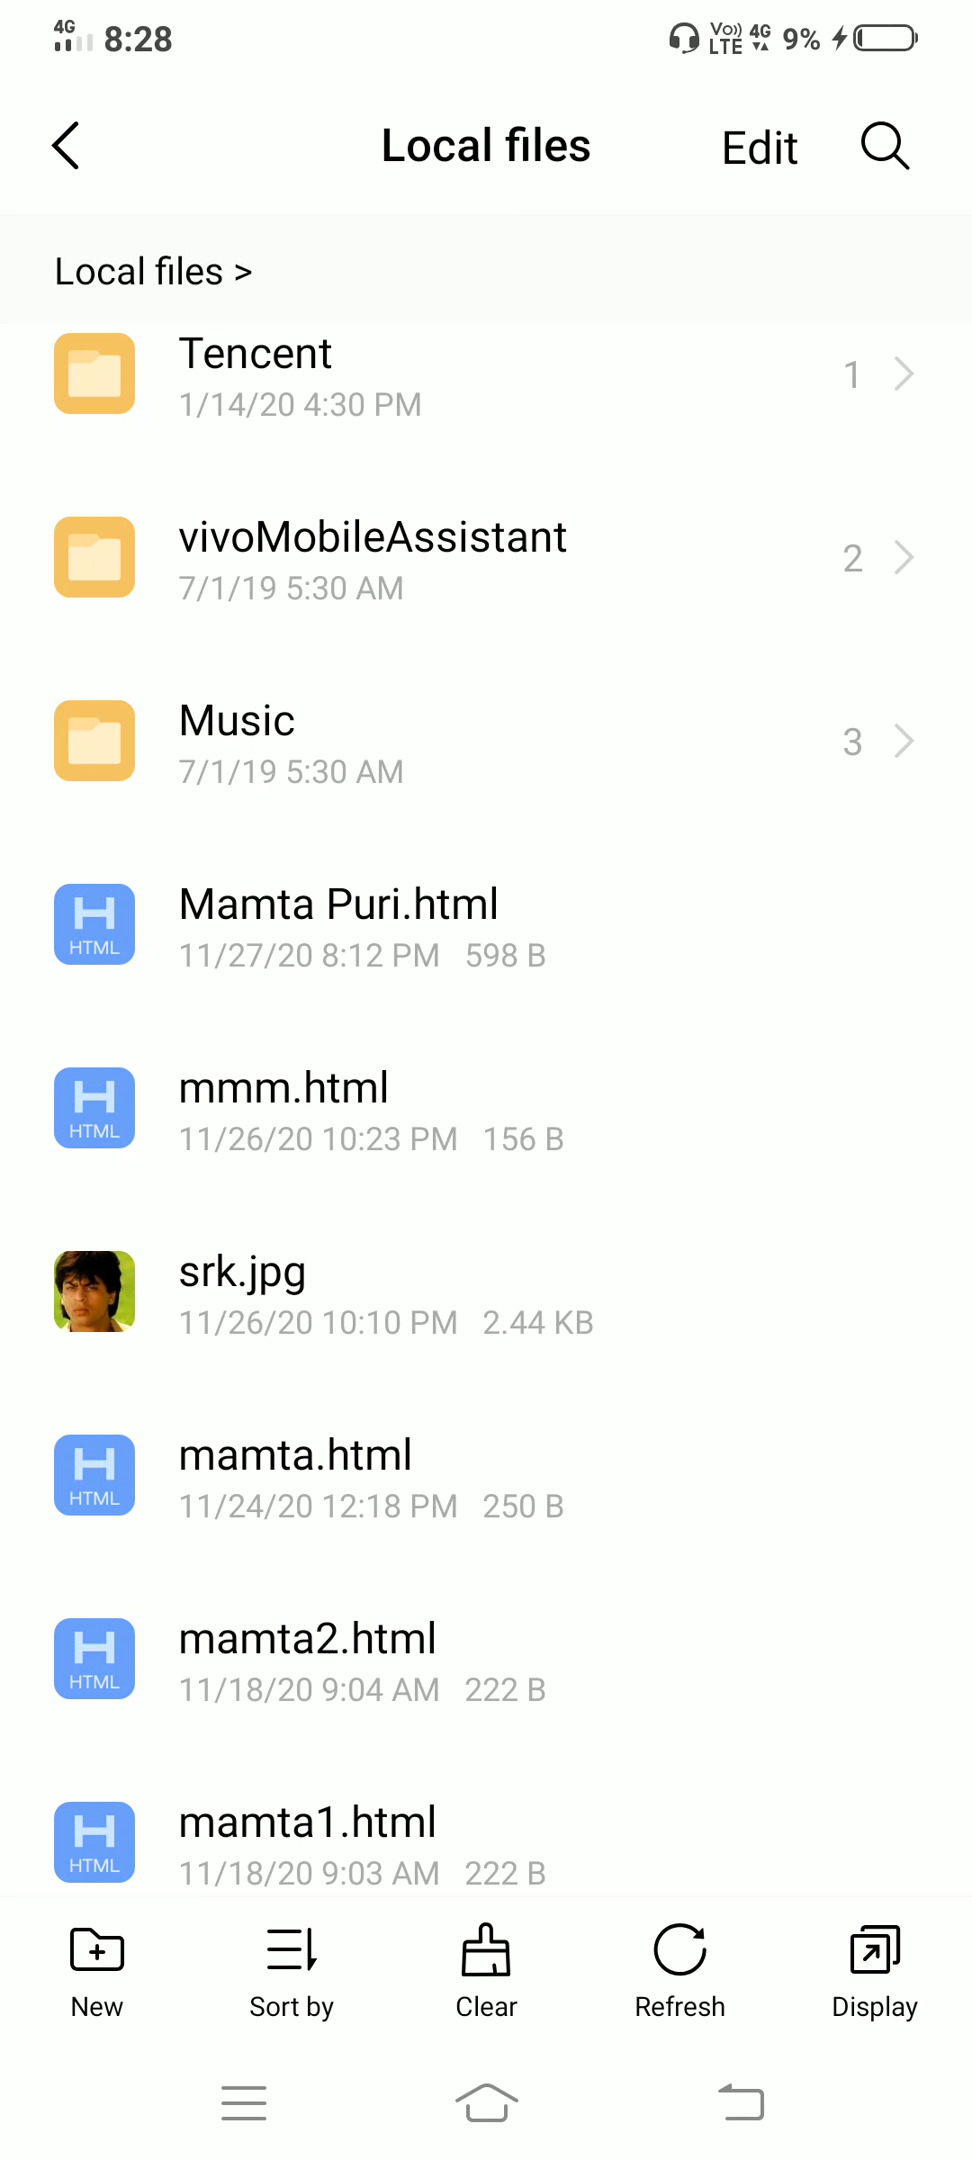 4G 8:28 Vo)) LTE 4G 9%
Local files Edit
Local files >
Tencent
1/14/20 4:30 PM 1
vivoMobileAssistant
7/1/19 5:30 AM 2
Music
7/1/19 5:30 AM 3
Mamta Puri.html
H HTML
11/27/20 8:12 PM 598 B
mmm.html
H HTML
11/26/20 10:23 PM 156 B
srk.jpg
11/26/20 10:10 PM 2.44 KB
mamta.html
H HTML
11/24/20 12:18 PM 250 B
mamta2.html
H HTML
11/18/20 9:04 AM 222 B
mamta1.html
H HTML
11/18/20 9:03 AM 222 B
New Sort by Clear Refresh Display